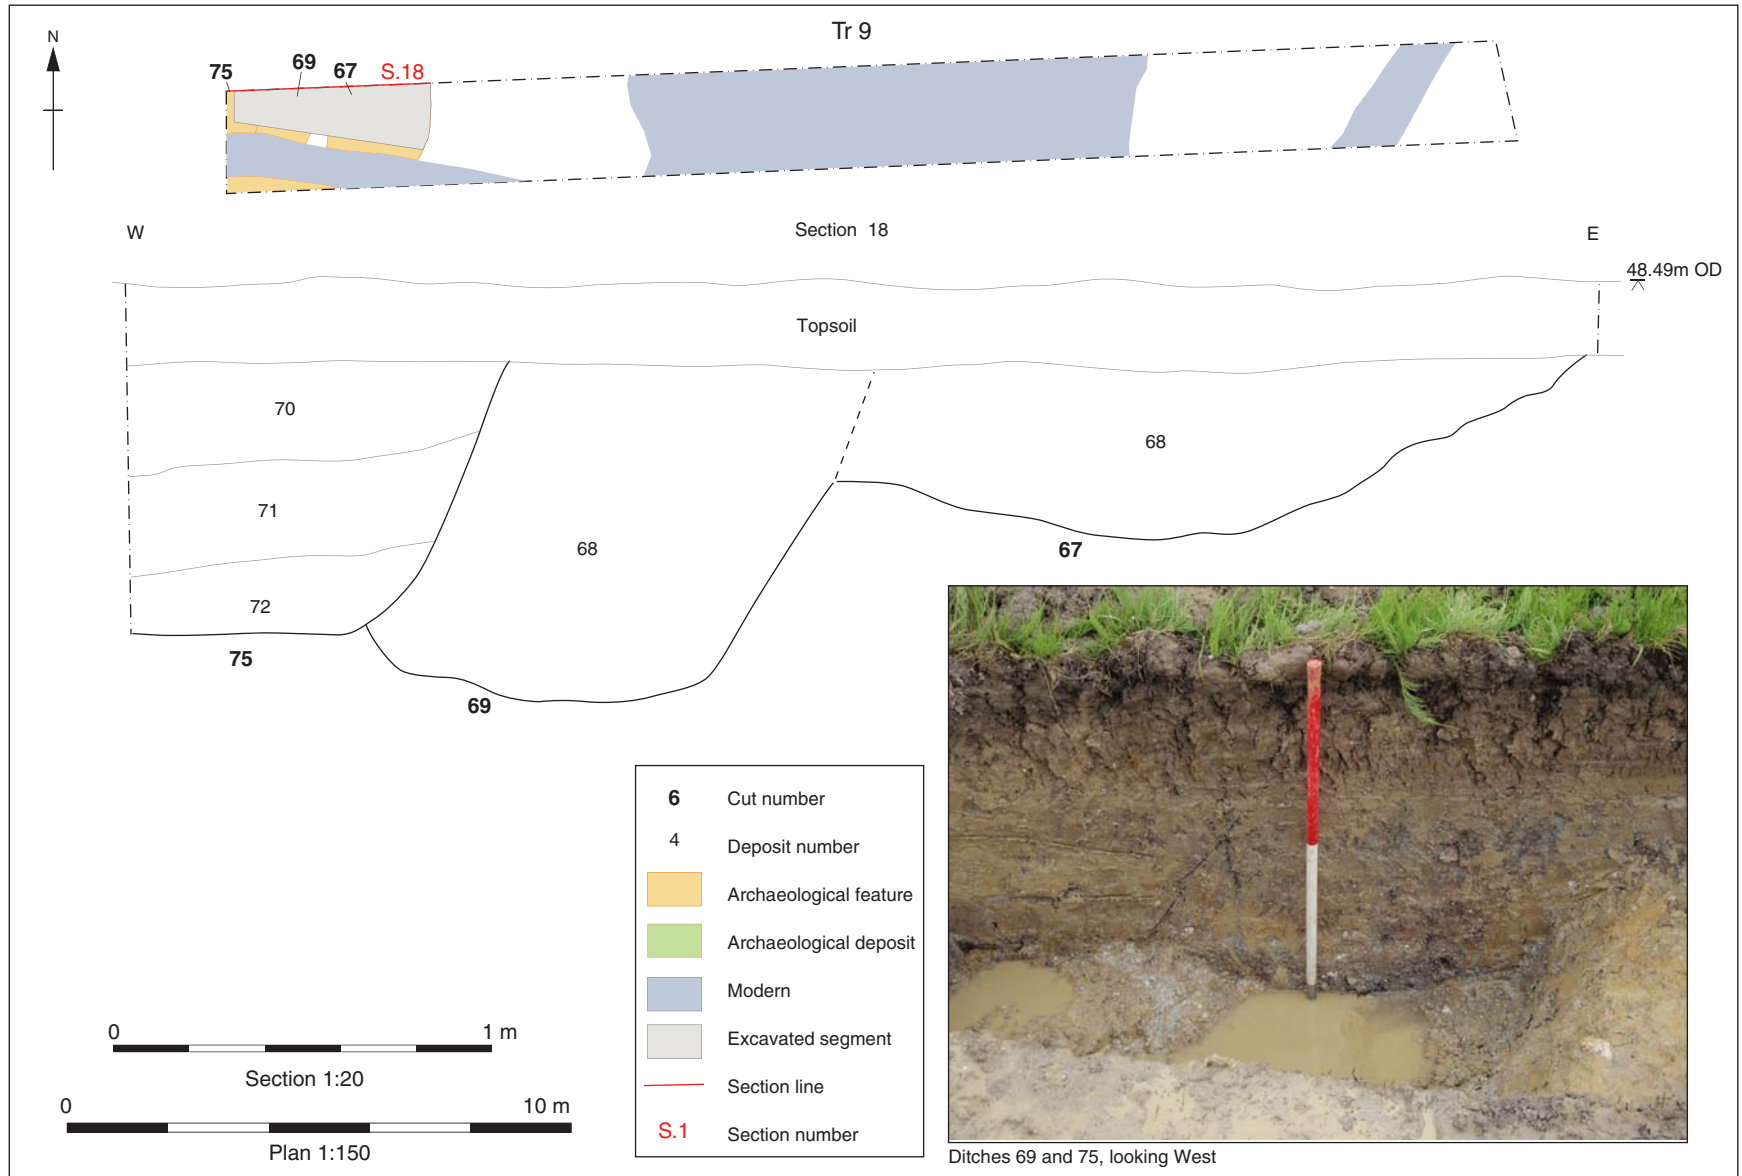 Tr 9
N
75
69
67
S.18
W
Section 18
E
48.49m OD
Topsoil
70
68
71
68
67
72
75
69
6 Cut number
4 Deposit number
Archaeological feature
Archaeological deposit
Modern
Excavated segment
Section line
S.1 Section number
0 1 m
Section 1:20
0 10 m
Plan 1:150
Ditches 69 and 75, looking West